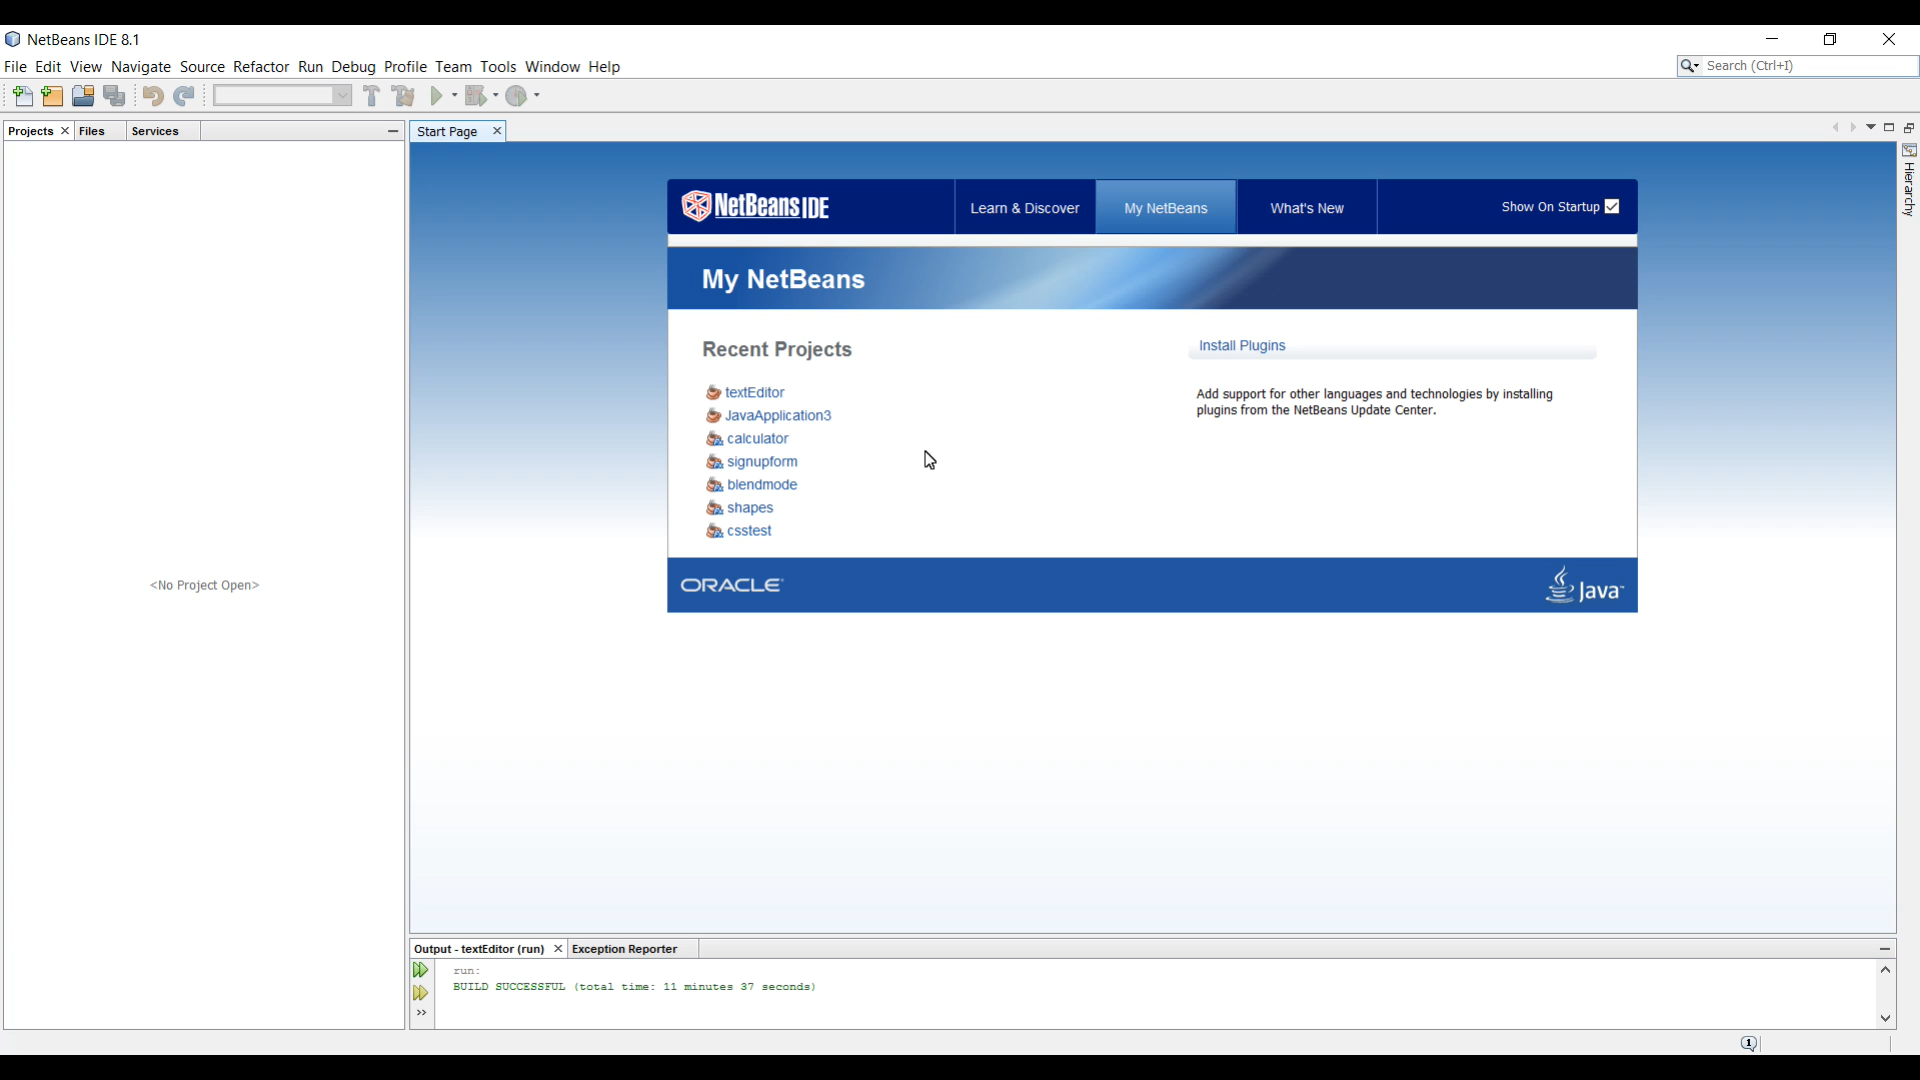 NetBeans IDE 8.1
File Edit View Navigate Source Refactor Run Debug Profile Team Tools Window Help
Search (Ctrl+I)
Projects Files Services
Start Page
Hierarchy
NetBeans IDE
Learn & Discover
My NetBeans
What's New
Show On Startup
My NetBeans
Recent Projects
textEditor
JavaApplication3
calculator
signupform
blendmode
shapes
csstest
Install Plugins
Add support for other languages and technologies by installing
plugins from the NetBeans Update Center.
<No Project Open>
ORACLE
Java™
Output - textEditor (run) Exception Reporter
run:
BUILD SUCCESSFUL (total time: 11 minutes 37 seconds)
1